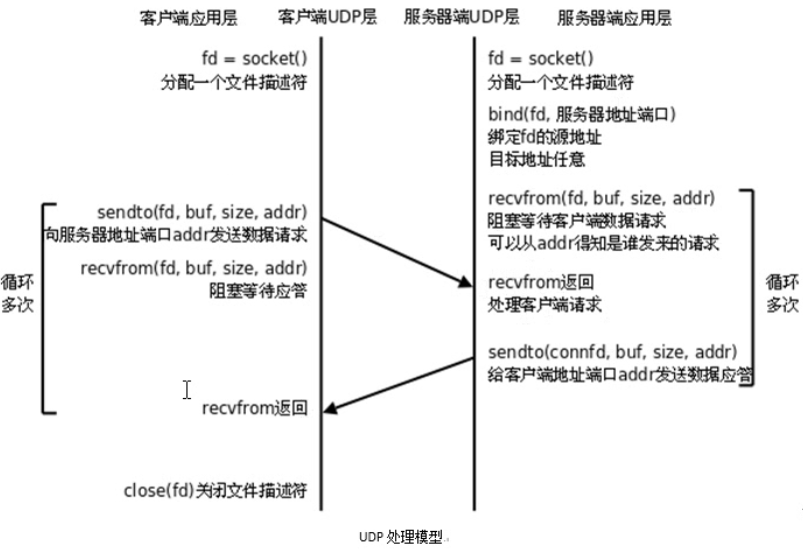 客户端应用层 客户端UDP层 服务器端UDP层 服务器端应用层
fd = socket()
分配一个文件描述符
fd = socket()
分配一个文件描述符
bind(fd, 服务器地址端口)
绑定fd的源地址
目标地址任意
循环
多次
sendto(fd, buf, size, addr)
向服务器地址端口addr发送数据请求
recvfrom(fd, buf, size, addr)
阻塞等待应答
recvfrom(fd, buf, size, addr)
阻塞等待客户端数据请求
可以从addr得知是谁发来的请求
recvfrom返回
处理客户端请求
sendto(connfd, buf, size, addr)
给客户端地址端口addr发送数据应答
循环
多次
recvfrom返回
close(fd)关闭文件描述符
UDP 处理模型